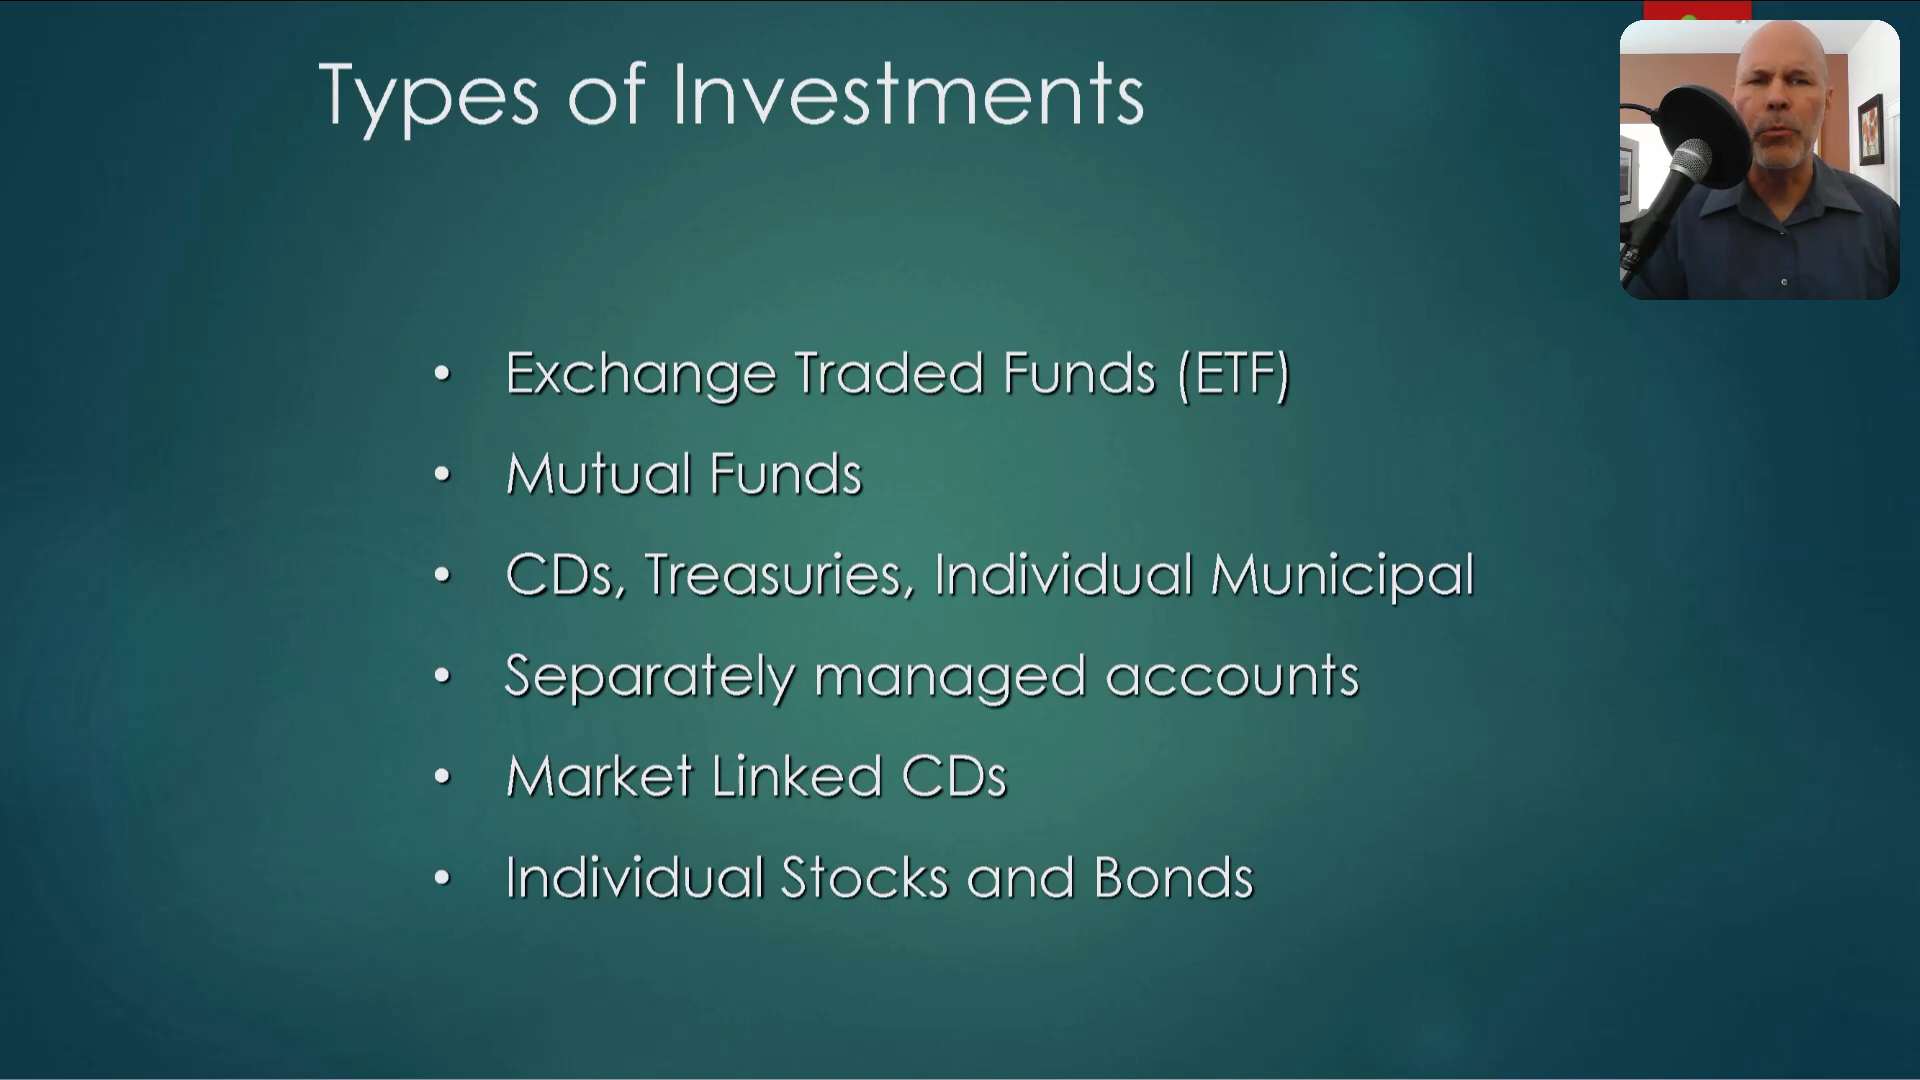 Types of Investments
• Exchange Traded Funds (ETF)
• Mutual Funds
• CDs, Treasuries, Individual Municipal
• Separately managed accounts
• Market Linked CDs
• Individual Stocks and Bonds